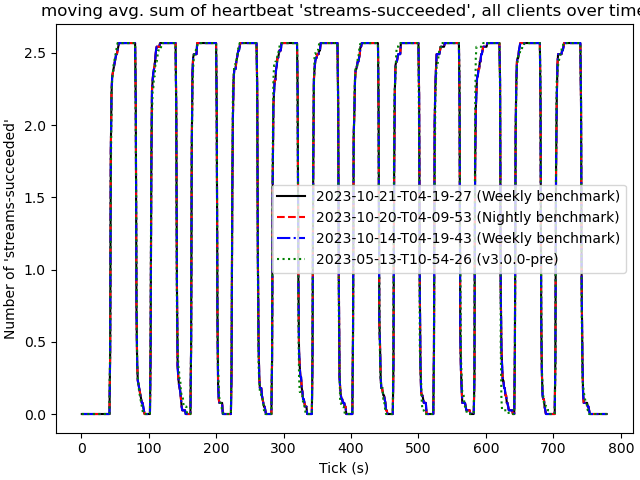 moving avg. sum of heartbeat 'streams-succeeded', all clients over time
2.5
2.0
1.5
1.0
0.5
0.0
Number of 'streams-succeeded'
2023-10-21-T04-19-27 (Weekly benchmark)
2023-10-20-T04-09-53 (Nightly benchmark)
2023-10-14-T04-19-43 (Weekly benchmark)
2023-05-13-T10-54-26 (v3.0.0-pre)
0 100 200 300 400 500 600 700 800
Tick (s)